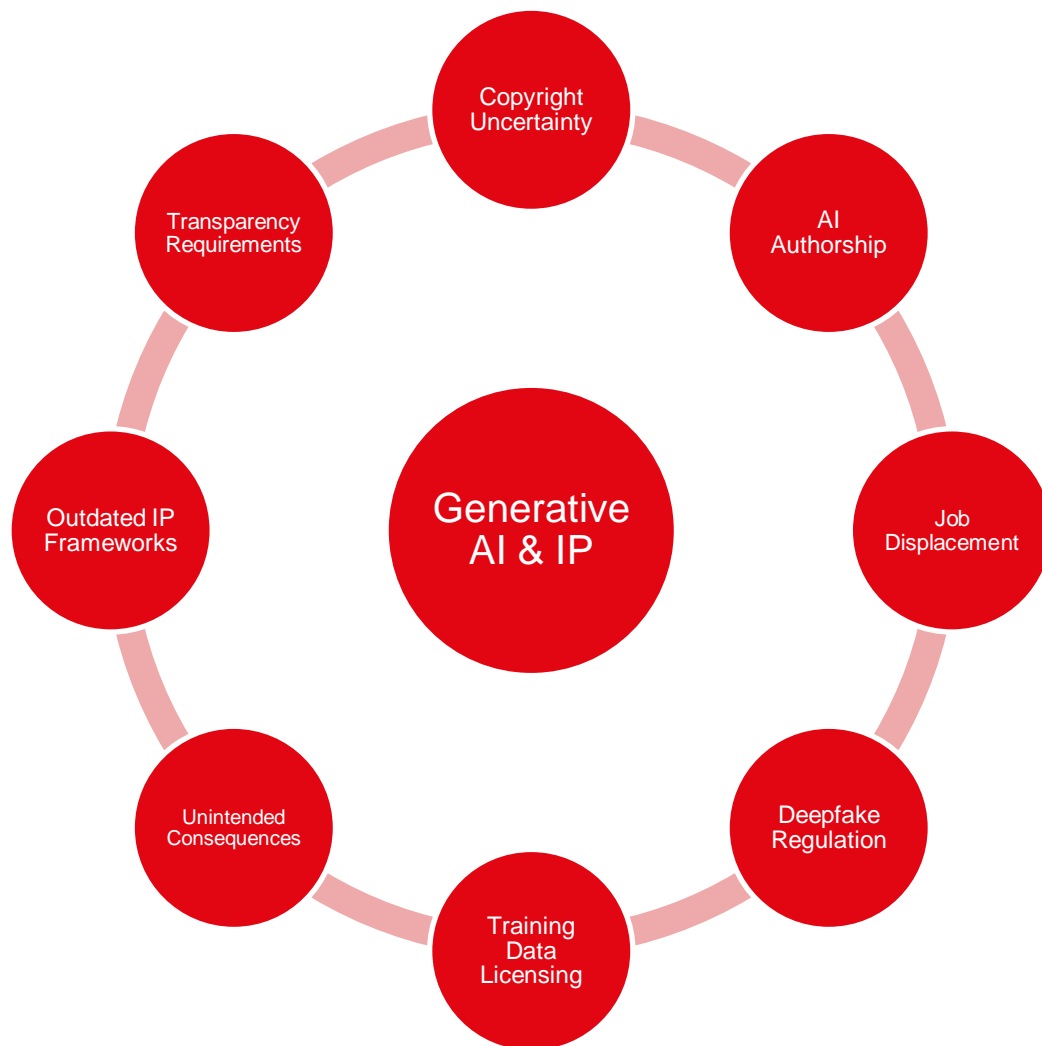 Copyright
Uncertainty
AI
Authorship
Job
Displacement
Deepfake
Regulation
Training
Data
Licensing
Unintended
Consequences
Outdated IP
Frameworks
Transparency
Requirements
Generative
AI & IP